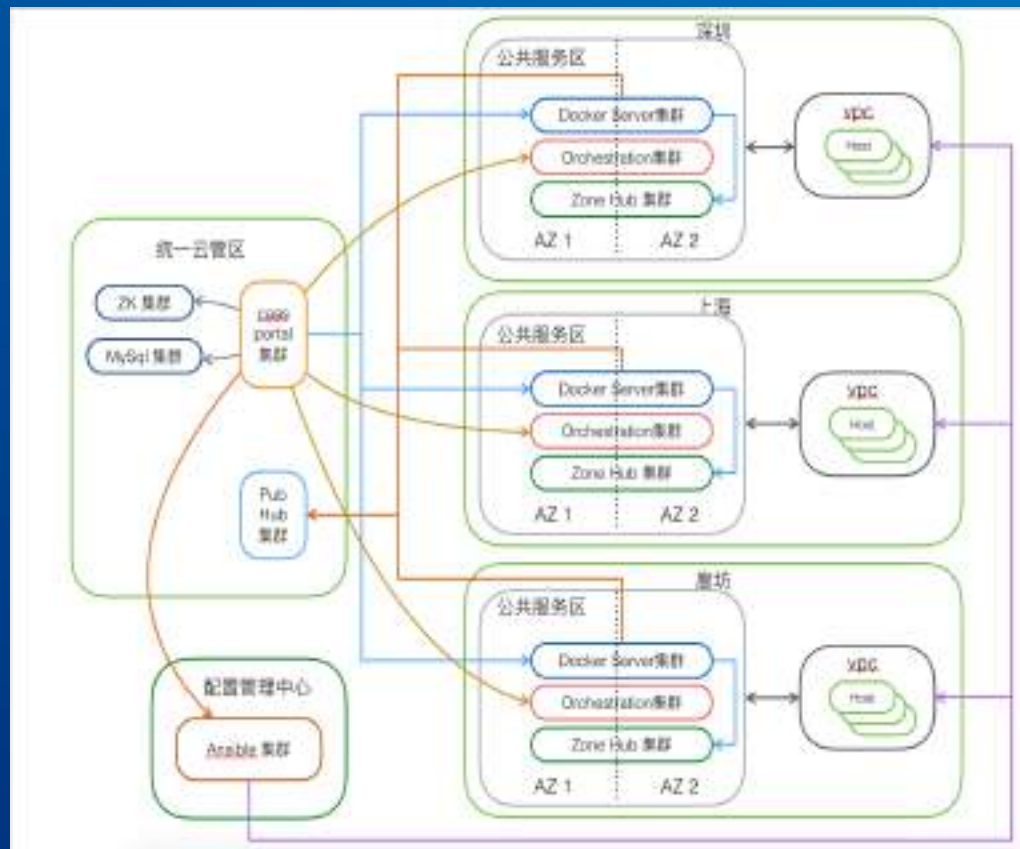 深圳
公共服务区
Docker Server集群
Orchestration集群
Zone Hub 集群
AZ 1
AZ 2
vpc
Host
统一云管区
ZK 集群
MySql 集群
portal
集群
Pub
Hub
集群
上海
公共服务区
Docker Server集群
Orchestration集群
Zone Hub 集群
AZ 1
AZ 2
vpc
Host
廊坊
公共服务区
Docker Server集群
Orchestration集群
Zone Hub 集群
AZ 1
AZ 2
vpc
Host
配置管理中心
Ansible 集群